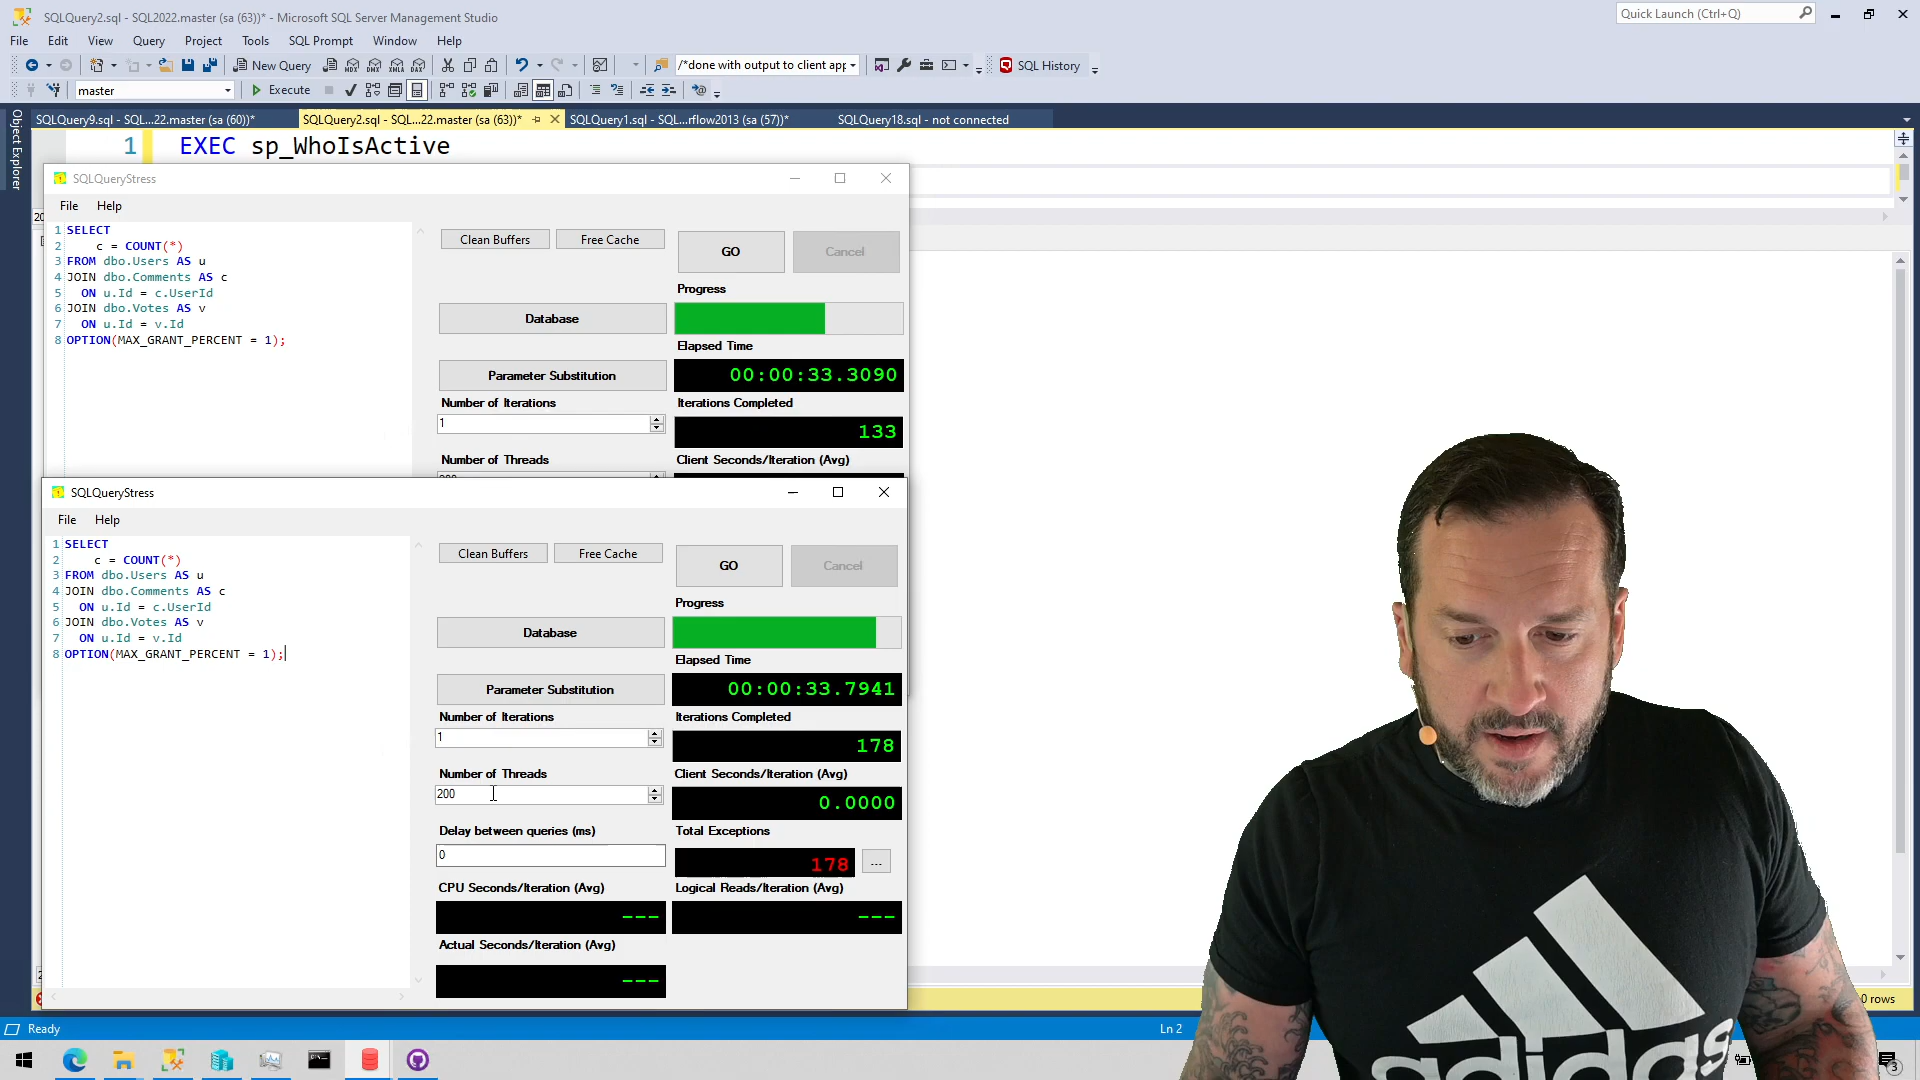 SQLQuery2.sql - SQL2022.master (sa (63))* - Microsoft SQL Server Management Studio
Quick Launch (Ctrl+Q)
File Edit View Query Project Tools SQL Prompt Window Help
New Query
MDX DMX XMLA DAX
/*done with output to client app
SQL History
master
Execute
SQLQuery9.sql - SQL...22.master (sa (60))*
SQLQuery2.sql - SQL...22.master (sa (63))*
SQLQuery1.sql - SQL...rflow2013 (sa (57))*
SQLQuery18.sql - not connected
Object Explorer
1 EXEC sp_WhoIsActive
SQLQueryStress
File Help
1 SELECT
2 c = COUNT(*)
3 FROM dbo.Users AS u
4 JOIN dbo.Comments AS c
5 ON u.Id = c.UserId
6 JOIN dbo.Votes AS v
7 ON u.Id = v.Id
8 OPTION(MAX_GRANT_PERCENT = 1);
Clean Buffers
Free Cache
GO
Cancel
Progress
Database
Elapsed Time
00:00:33.3090
Parameter Substitution
Number of Iterations
1
Iterations Completed
133
Number of Threads
Client Seconds/Iteration (Avg)
SQLQueryStress
File Help
1 SELECT
2 c = COUNT(*)
3 FROM dbo.Users AS u
4 JOIN dbo.Comments AS c
5 ON u.Id = c.UserId
6 JOIN dbo.Votes AS v
7 ON u.Id = v.Id
8 OPTION(MAX_GRANT_PERCENT = 1);
Clean Buffers
Free Cache
GO
Cancel
Progress
Database
Elapsed Time
00:00:33.7941
Parameter Substitution
Number of Iterations
1
Iterations Completed
178
Number of Threads
200
Client Seconds/Iteration (Avg)
0.0000
Delay between queries (ms)
0
Total Exceptions
178
...
CPU Seconds/Iteration (Avg)
---
Logical Reads/Iteration (Avg)
---
Actual Seconds/Iteration (Avg)
---
0 rows
Ready
Ln 2
adidas
3